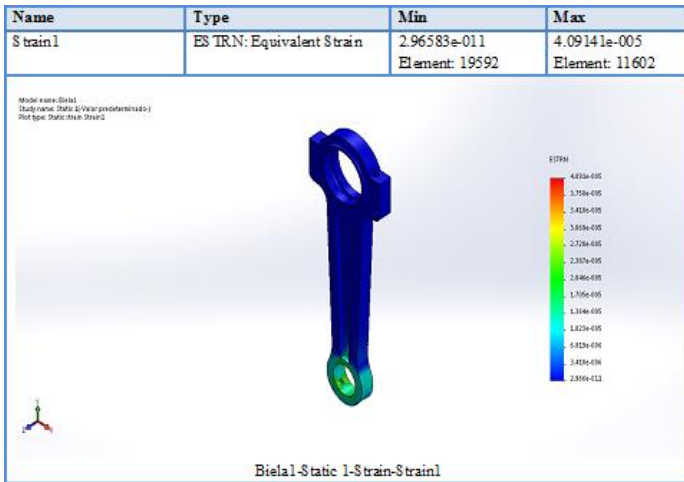 Name Type Min Max
Strain1 ESTRN: Equivalent Strain 2.96583e-011 4.09141e-005
Element: 19592 Element: 11602
Model name: Biela1
Study name: Static 1(-Valor predeterminado-)
Plot type: Static strain Strain1
ESTRN
4.091e-005
3.750e-005
3.410e-005
3.069e-005
2.728e-005
2.387e-005
2.046e-005
1.705e-005
1.364e-005
1.023e-005
6.819e-006
3.410e-006
2.966e-011
Biela1-Static 1-Strain-Strain1